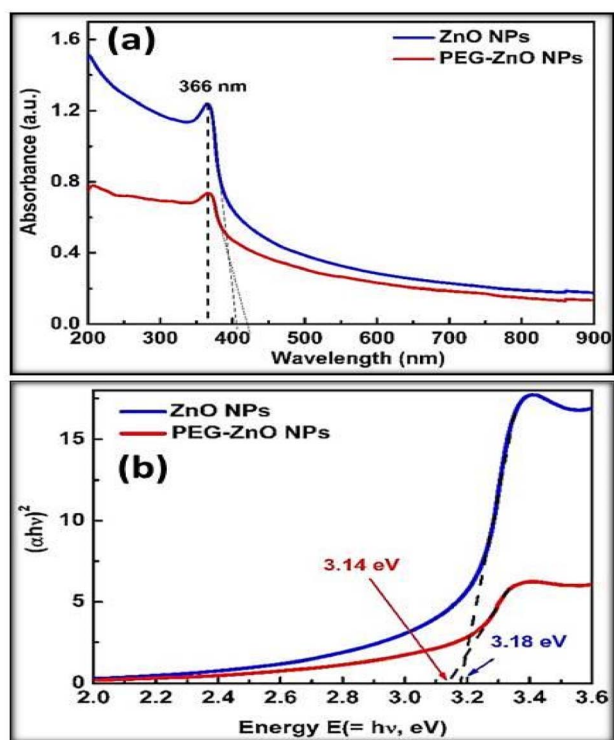 (a)
ZnO NPs
PEG-ZnO NPs
366 nm
Absorbance (a.u.)
1.6
1.2
0.8
0.4
0.0
200 300 400 500 600 700 800 900
Wavelength (nm)
ZnO NPs
PEG-ZnO NPs
(b)
(αhν)²
15
10
5
0
3.14 eV
3.18 eV
2.0 2.2 2.4 2.6 2.8 3.0 3.2 3.4 3.6
Energy E(= hν, eV)